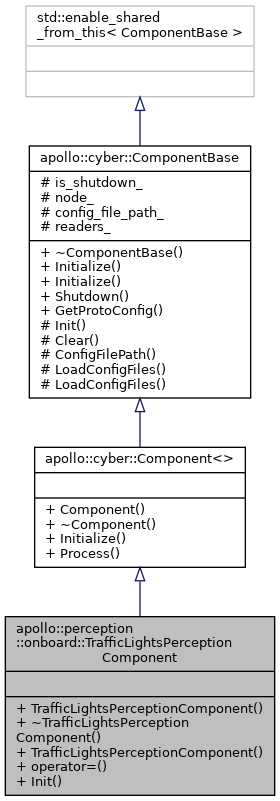 std::enable_shared
_from_this< ComponentBase >
apollo::cyber::ComponentBase
# is_shutdown_
# node_
# config_file_path_
# readers_
+ ~ComponentBase()
+ Initialize()
+ Initialize()
+ Shutdown()
+ GetProtoConfig()
# Init()
# Clear()
# ConfigFilePath()
# LoadConfigFiles()
# LoadConfigFiles()
apollo::cyber::Component<>
+ Component()
+ ~Component()
+ Initialize()
+ Process()
apollo::perception
::onboard::TrafficLightsPerception
Component
+ TrafficLightsPerceptionComponent()
+ ~TrafficLightsPerception
Component()
+ TrafficLightsPerceptionComponent()
+ operator=()
+ Init()